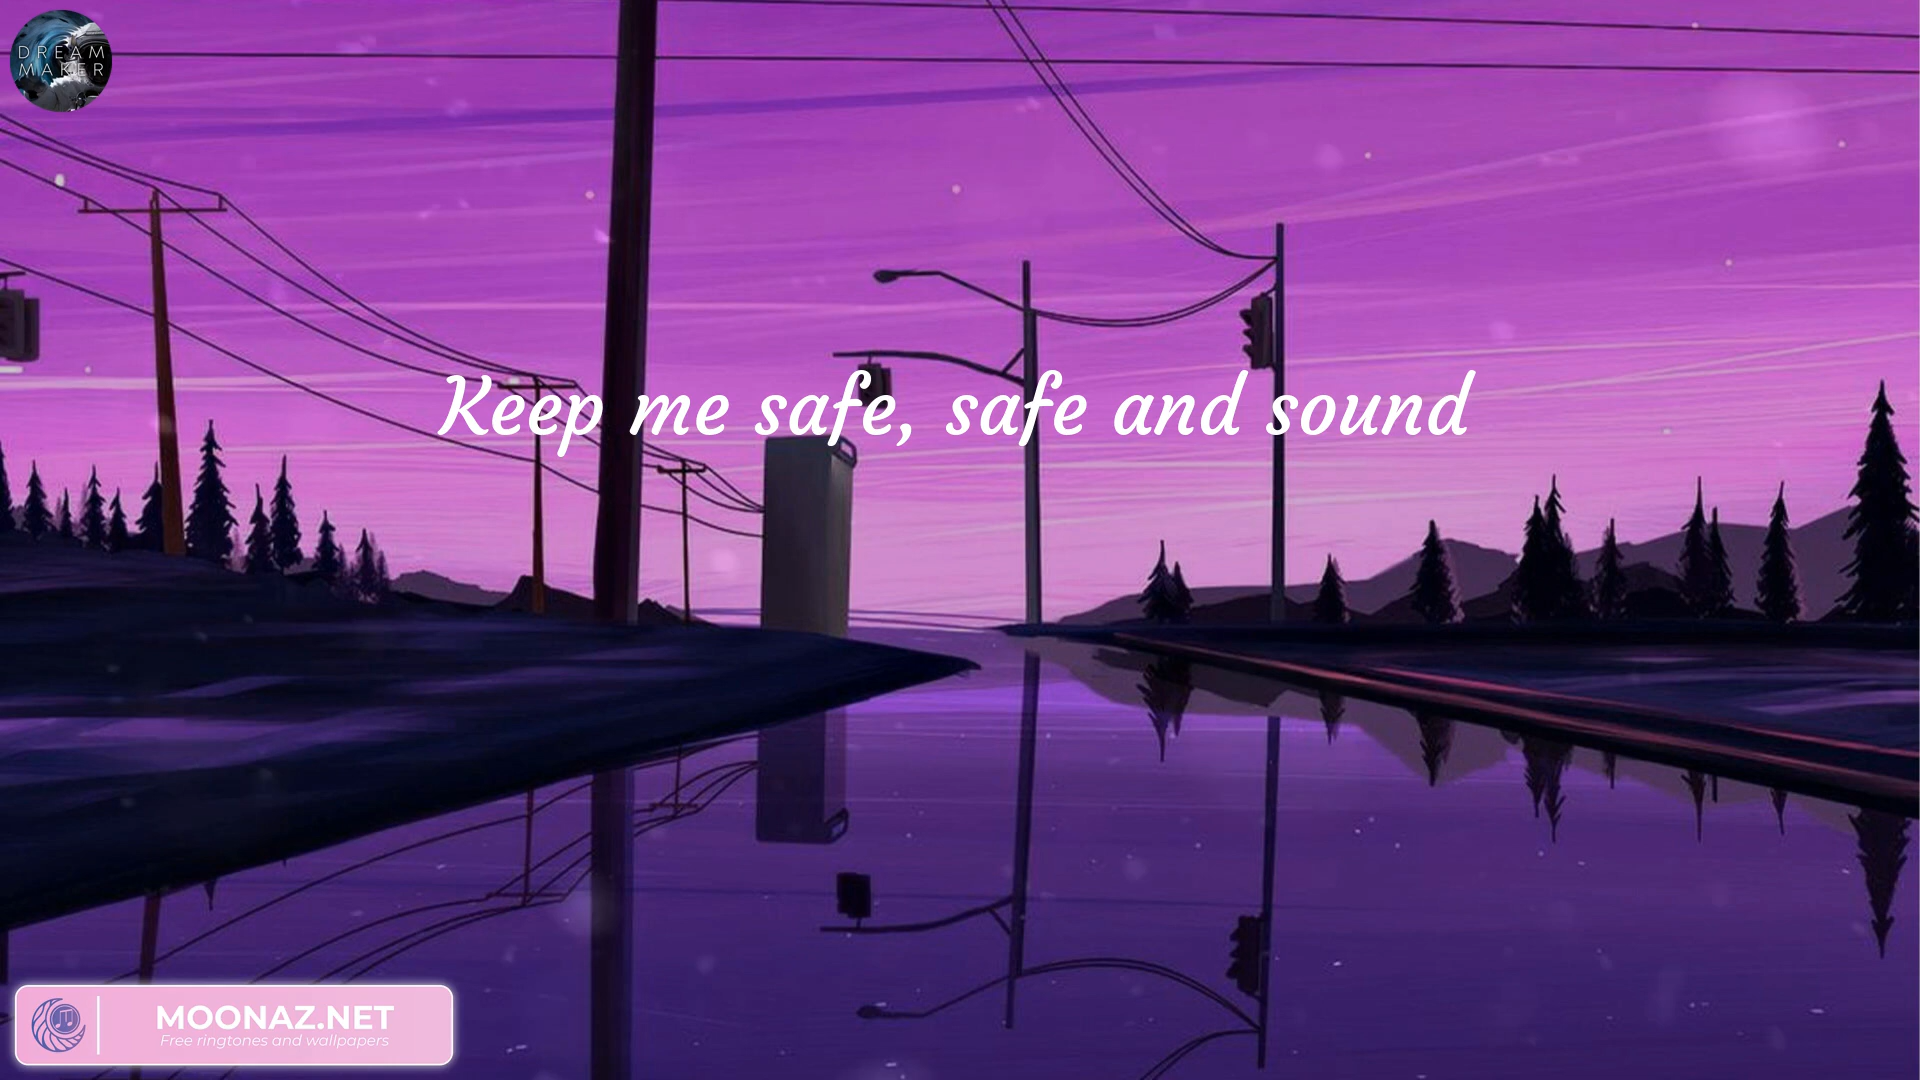 DREAM
MAKER
Keep me safe, safe and sound
MOONAZ.NET
Free ringtones and wallpapers